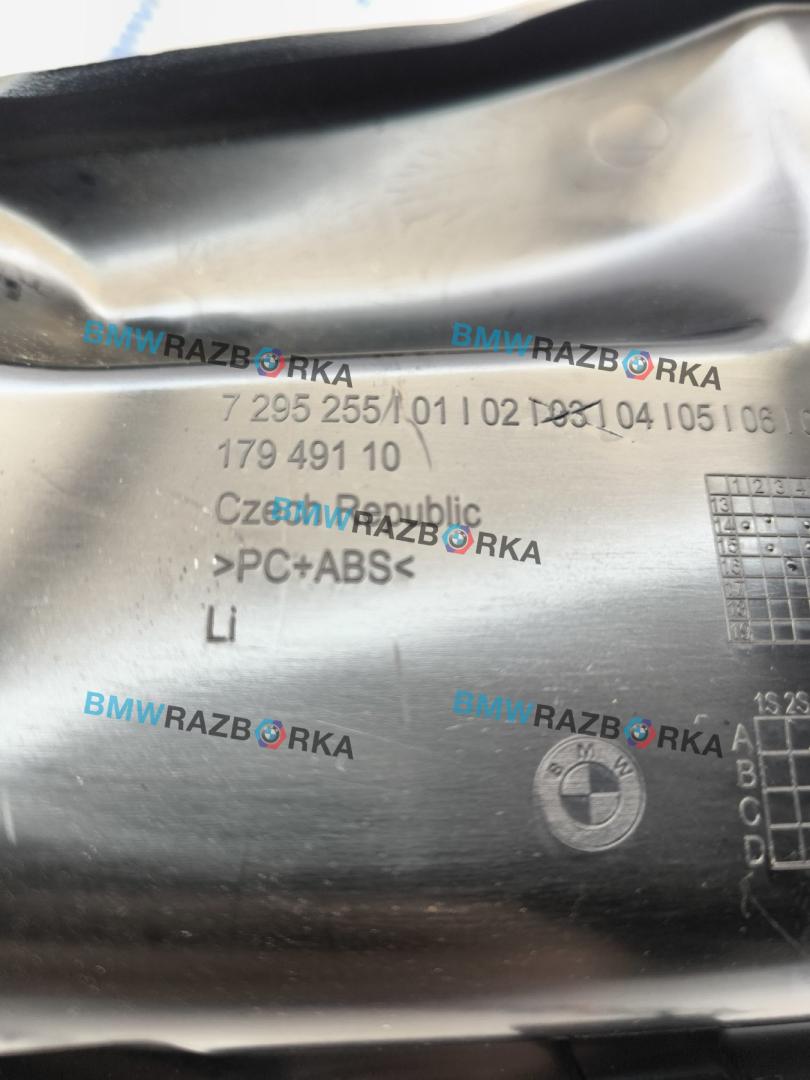 BMWRAZBORKA
BMWRAZBORKA
7 295 255/ I 01 I 02 I 03 I 04 I 05 I 06 I
179 491 10
Czech Republic
BMWRAZBORKA
>PC+ABS<
Li
1 2 3 4
13
14
15
16
17
18
19
BMWRAZBORKA
BMWRAZBORKA
1S 2S
A
B
C
D
BMW